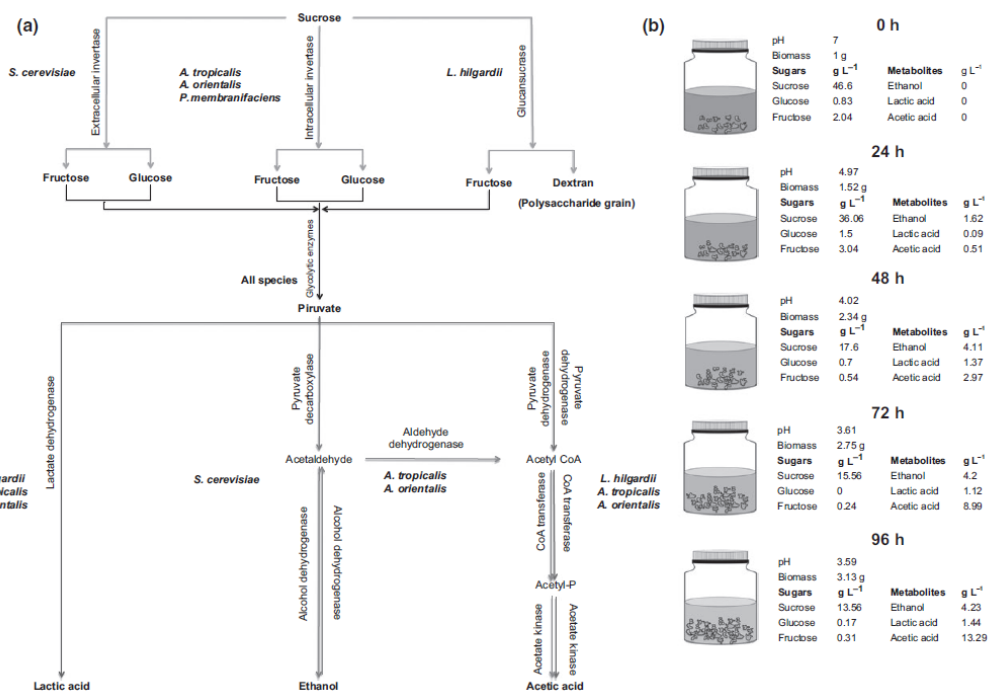 (a)
Sucrose
S. cerevisiae
Extracellular invertase
A. tropicalis
A. orientalis
P. membranifaciens
Intracellular invertase
L. hilgardii
Glucansucrase
Fructose Glucose
Fructose Glucose
Fructose Dextran
(Polysaccharide grain)
All species
Glycolytic enzymes
Piruvate
Lactate dehydrogenase
Pyruvate
decarboxylase
Pyruvate
dehydrogenase
Pyruvate
dehydrogenase
Aldehyde
dehydrogenase
Acetaldehyde
Acetyl CoA
S. cerevisiae
A. tropicalis
A. orientalis
gardii
icalis
entalis
L. hilgardii
A. tropicalis
A. orientalis
Alcohol dehydrogenase
Alcohol dehydrogenase
CoA transferase
CoA transferase
Acetyl-P
Acetate kinase
Acetate kinase
Lactic acid Ethanol Acetic acid
(b)
0 h
pH 7
Biomass 1 g
Sugars g L⁻¹ Metabolites g L⁻¹
Sucrose 46.6 Ethanol 0
Glucose 0.83 Lactic acid 0
Fructose 2.04 Acetic acid 0
24 h
pH 4.97
Biomass 1.52 g
Sugars g L⁻¹ Metabolites g L⁻¹
Sucrose 36.06 Ethanol 1.62
Glucose 1.5 Lactic acid 0.09
Fructose 3.04 Acetic acid 0.51
48 h
pH 4.02
Biomass 2.34 g
Sugars g L⁻¹ Metabolites g L⁻¹
Sucrose 17.6 Ethanol 4.11
Glucose 0.7 Lactic acid 1.37
Fructose 0.54 Acetic acid 2.97
72 h
pH 3.61
Biomass 2.75 g
Sugars g L⁻¹ Metabolites g L⁻¹
Sucrose 15.56 Ethanol 4.2
Glucose 0 Lactic acid 1.12
Fructose 0.24 Acetic acid 8.99
96 h
pH 3.59
Biomass 3.13 g
Sugars g L⁻¹ Metabolites g L⁻¹
Sucrose 13.56 Ethanol 4.23
Glucose 0.17 Lactic acid 1.44
Fructose 0.31 Acetic acid 13.29